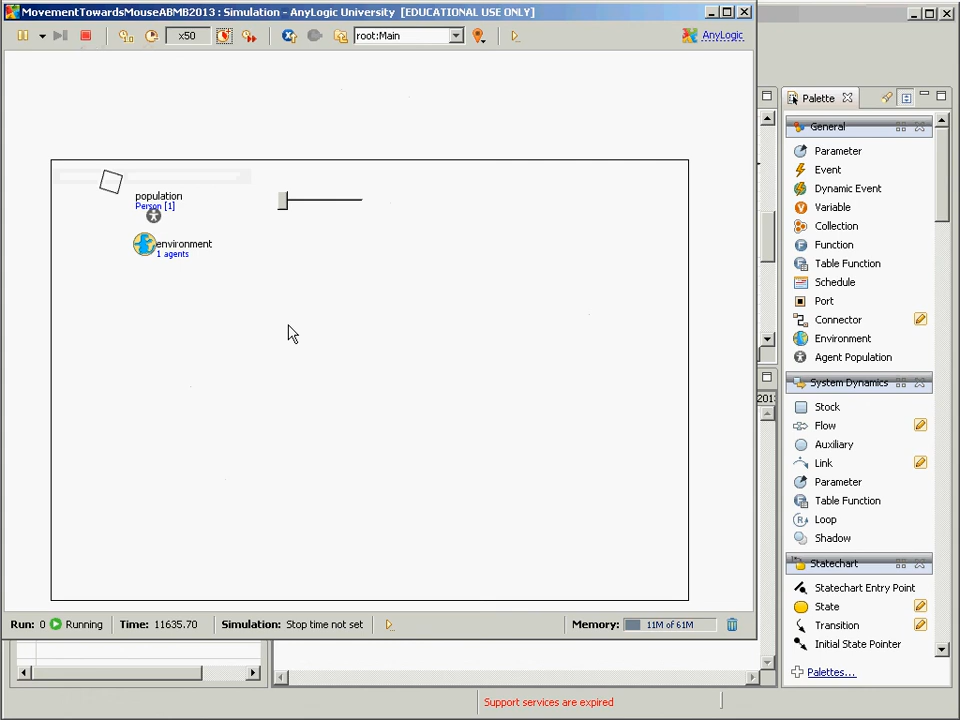 MovementTowardsMouseABMB2013 : Simulation - AnyLogic University [EDUCATIONAL USE ONLY]
x50
root:Main
AnyLogic
population
Person [1]
environment
1 agents
Run: 0
Running
Time: 11635.70
Simulation: Stop time not set
Memory:
11M of 61M
Palette
General
Parameter
Event
Dynamic Event
Variable
Collection
Function
Table Function
Schedule
Port
Connector
Environment
Agent Population
System Dynamics
Stock
Flow
Auxiliary
Link
Parameter
Table Function
Loop
Shadow
Statechart
Statechart Entry Point
State
Transition
Initial State Pointer
Palettes...
Support services are expired